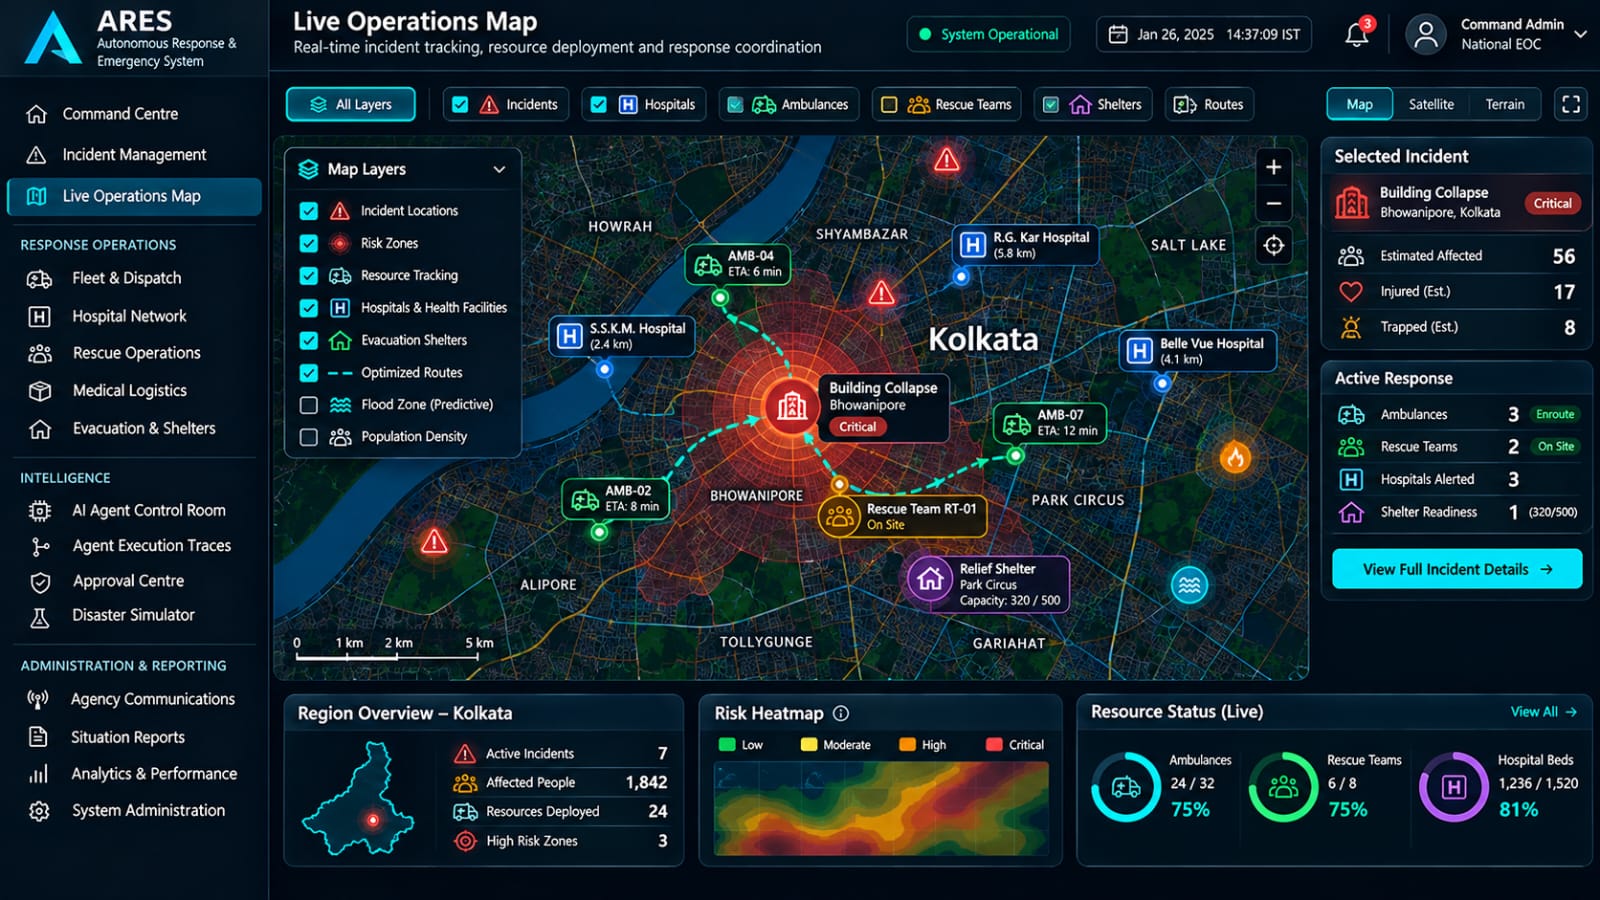 ARES
Autonomous Response &
Emergency System
Live Operations Map
Real-time incident tracking, resource deployment and response coordination
System Operational
Jan 26, 2025 14:37:09 IST
3
Command Admin
National EOC
Command Centre
Incident Management
Live Operations Map
RESPONSE OPERATIONS
Fleet & Dispatch
Hospital Network
Rescue Operations
Medical Logistics
Evacuation & Shelters
INTELLIGENCE
AI Agent Control Room
Agent Execution Traces
Approval Centre
Disaster Simulator
ADMINISTRATION & REPORTING
Agency Communications
Situation Reports
Analytics & Performance
System Administration
All Layers
Incidents
H Hospitals
Ambulances
Rescue Teams
Shelters
Routes
Map
Satellite
Terrain
Map Layers
Incident Locations
Risk Zones
Resource Tracking
H Hospitals & Health Facilities
Evacuation Shelters
Optimized Routes
Flood Zone (Predictive)
Population Density
HOWRAH
SHYAMBAZAR
SALT LAKE
H R.G. Kar Hospital
(5.8 km)
AMB-04
ETA: 6 min
H S.S.K.M. Hospital
(2.4 km)
Kolkata
H Belle Vue Hospital
(4.1 km)
Building Collapse
Bhowanipore
Critical
AMB-07
ETA: 12 min
AMB-02
ETA: 8 min
BHOWANIPORE
PARK CIRCUS
Rescue Team RT-01
On Site
Relief Shelter
Park Circus
Capacity: 320 / 500
ALIPORE
TOLLYGUNGE
GARIAHAT
0 1 km 2 km 5 km
+
−
Selected Incident
Building Collapse
Bhowanipore, Kolkata
Critical
Estimated Affected 56
Injured (Est.) 17
Trapped (Est.) 8
Active Response
Ambulances 3 Enroute
Rescue Teams 2 On Site
H Hospitals Alerted 3
Shelter Readiness 1 (320/500)
View Full Incident Details →
Region Overview – Kolkata
Active Incidents 7
Affected People 1,842
Resources Deployed 24
High Risk Zones 3
Risk Heatmap
Low
Moderate
High
Critical
Resource Status (Live)
View All →
Ambulances
24 / 32
75%
Rescue Teams
6 / 8
75%
H
Hospital Beds
1,236 / 1,520
81%